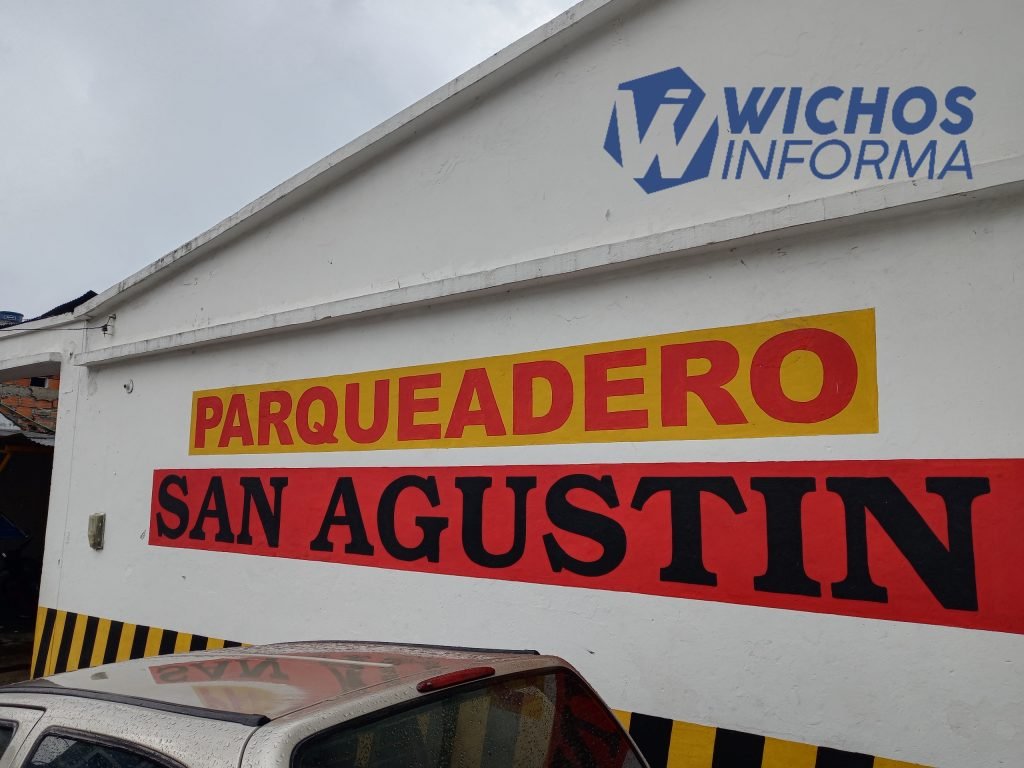 WICHOS
INFORMA
PARQUEADERO
SAN AGUSTIN